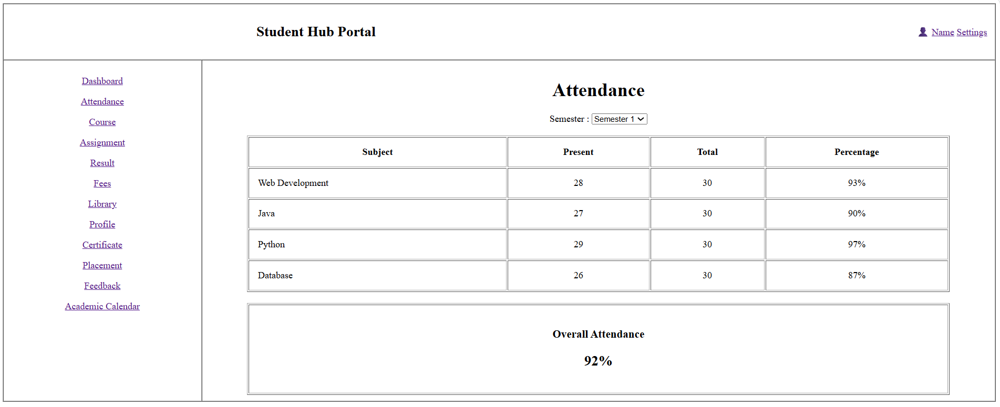 Student Hub Portal
Name Settings
Dashboard
Attendance
Course
Assignment
Result
Fees
Library
Profile
Certificate
Placement
Feedback
Academic Calendar
Attendance
Semester : Semester 1
Subject Present Total Percentage
Web Development 28 30 93%
Java 27 30 90%
Python 29 30 97%
Database 26 30 87%
Overall Attendance
92%